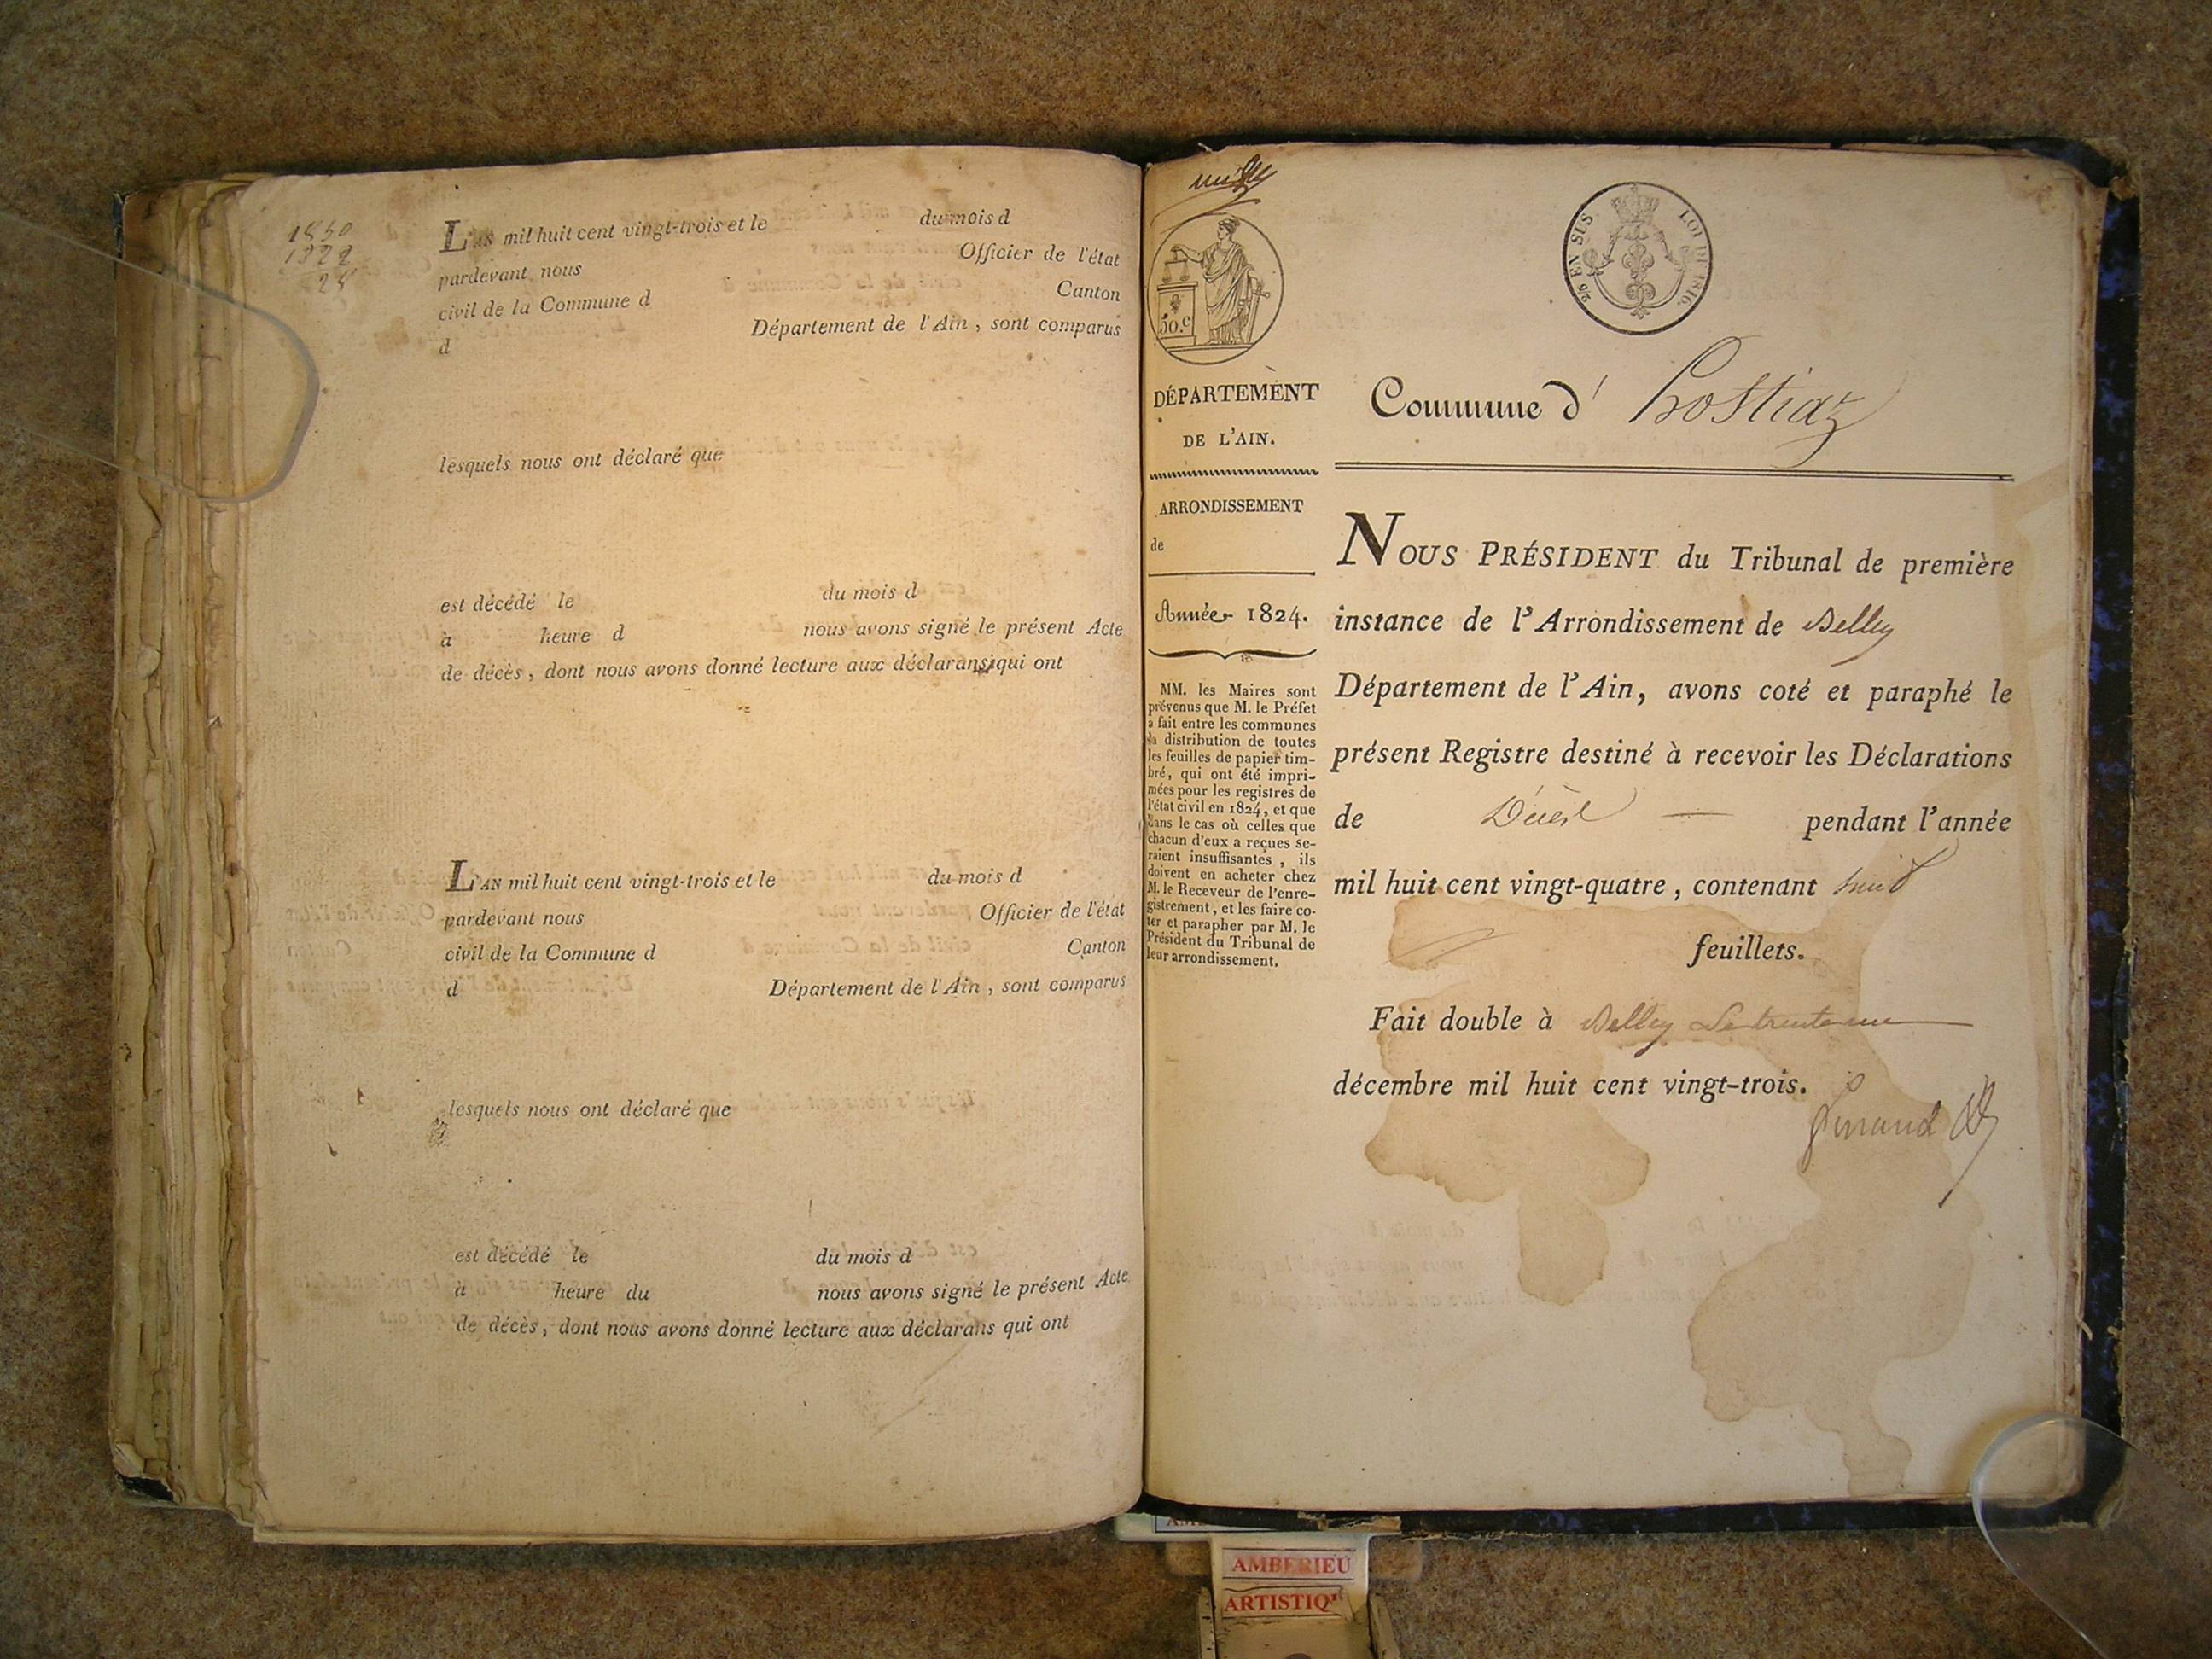 1850
1822
28
L'AN mil huit cent vingt-trois et le du mois d
pardevant nous Officier de l'état
civil de la Commune d Canton
d Département de l'Ain, sont comparus
lesquels nous ont déclaré que
est décédé le du mois d
à heure d nous avons signé le présent Acte
de décès, dont nous avons donné lecture aux déclarans qui ont
L'AN mil huit cent vingt-trois et le du mois d
pardevant nous Officier de l'état
civil de la Commune d Canton
d Département de l'Ain, sont comparus
lesquels nous ont déclaré que
est décédé le du mois d
à heure du nous avons signé le présent Acte
de décès, dont nous avons donné lecture aux déclarans qui ont
50.c
DÉPARTEMENT
DE L'AIN.
ARRONDISSEMENT
de
Année 1824.
MM. les Maires sont
prévenus que M. le Préfet
a fait entre les communes
la distribution de toutes
les feuilles de papier tim-
bré, qui ont été impri-
mées pour les registres de
l'état civil en 1824, et que
dans le cas où celles que
chacun d'eux a reçues se-
raient insuffisantes, ils
doivent en acheter chez
M. le Receveur de l'enre-
gistrement, et les faire co-
ter et parapher par M. le
Président du Tribunal de
leur arrondissement.
2/5 EN SUS LOI DE 1816.
Commune d' hostiaz
NOUS PRÉSIDENT du Tribunal de première
instance de l'Arrondissement de Belley
Département de l'Ain, avons coté et paraphé le
présent Registre destiné à recevoir les Déclarations
de Décès pendant l'année
mil huit cent vingt-quatre, contenant huit
feuillets.
Fait double à Belley le trente un
décembre mil huit cent vingt-trois.
AMBERIEU
ARTISTIQ